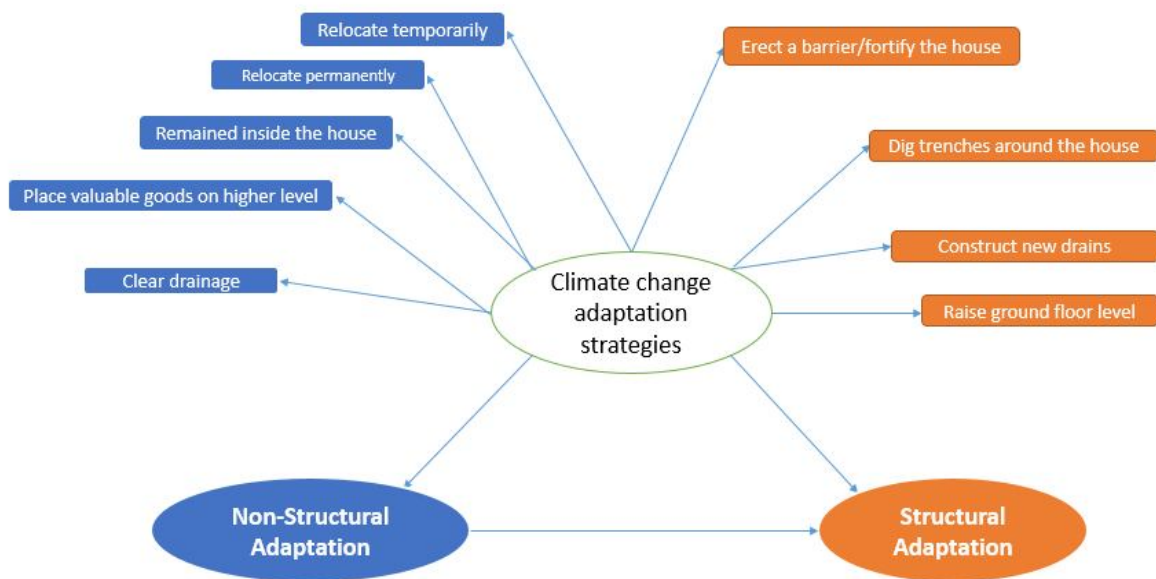 Relocate temporarily
Erect a barrier/fortify the house
Relocate permanently
Remained inside the house
Dig trenches around the house
Place valuable goods on higher level
Construct new drains
Clear drainage
Climate change
adaptation
strategies
Raise ground floor level
Non-Structural
Adaptation
Structural
Adaptation